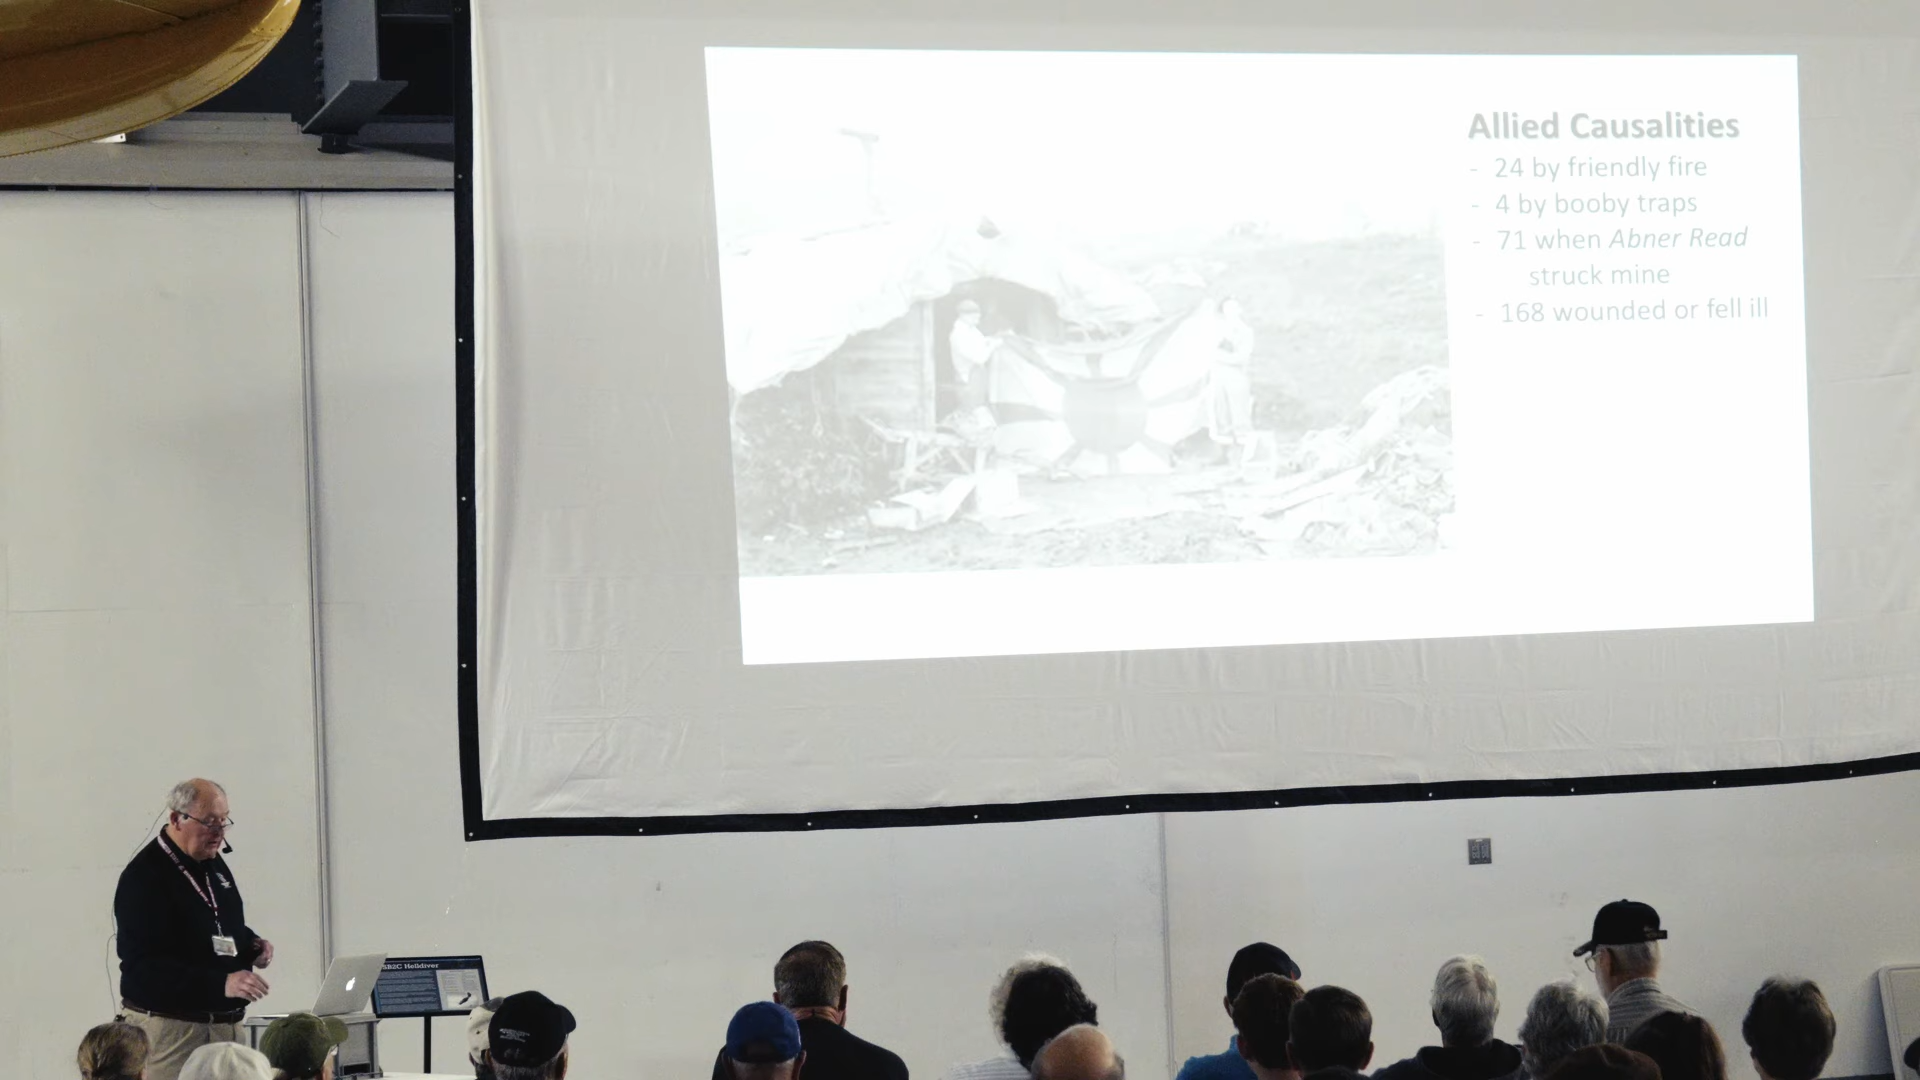 Allied Causalities
- 24 by friendly fire
- 4 by booby traps
- 71 when Abner Read
struck mine
- 168 wounded or fell ill
SB2C Helldiver